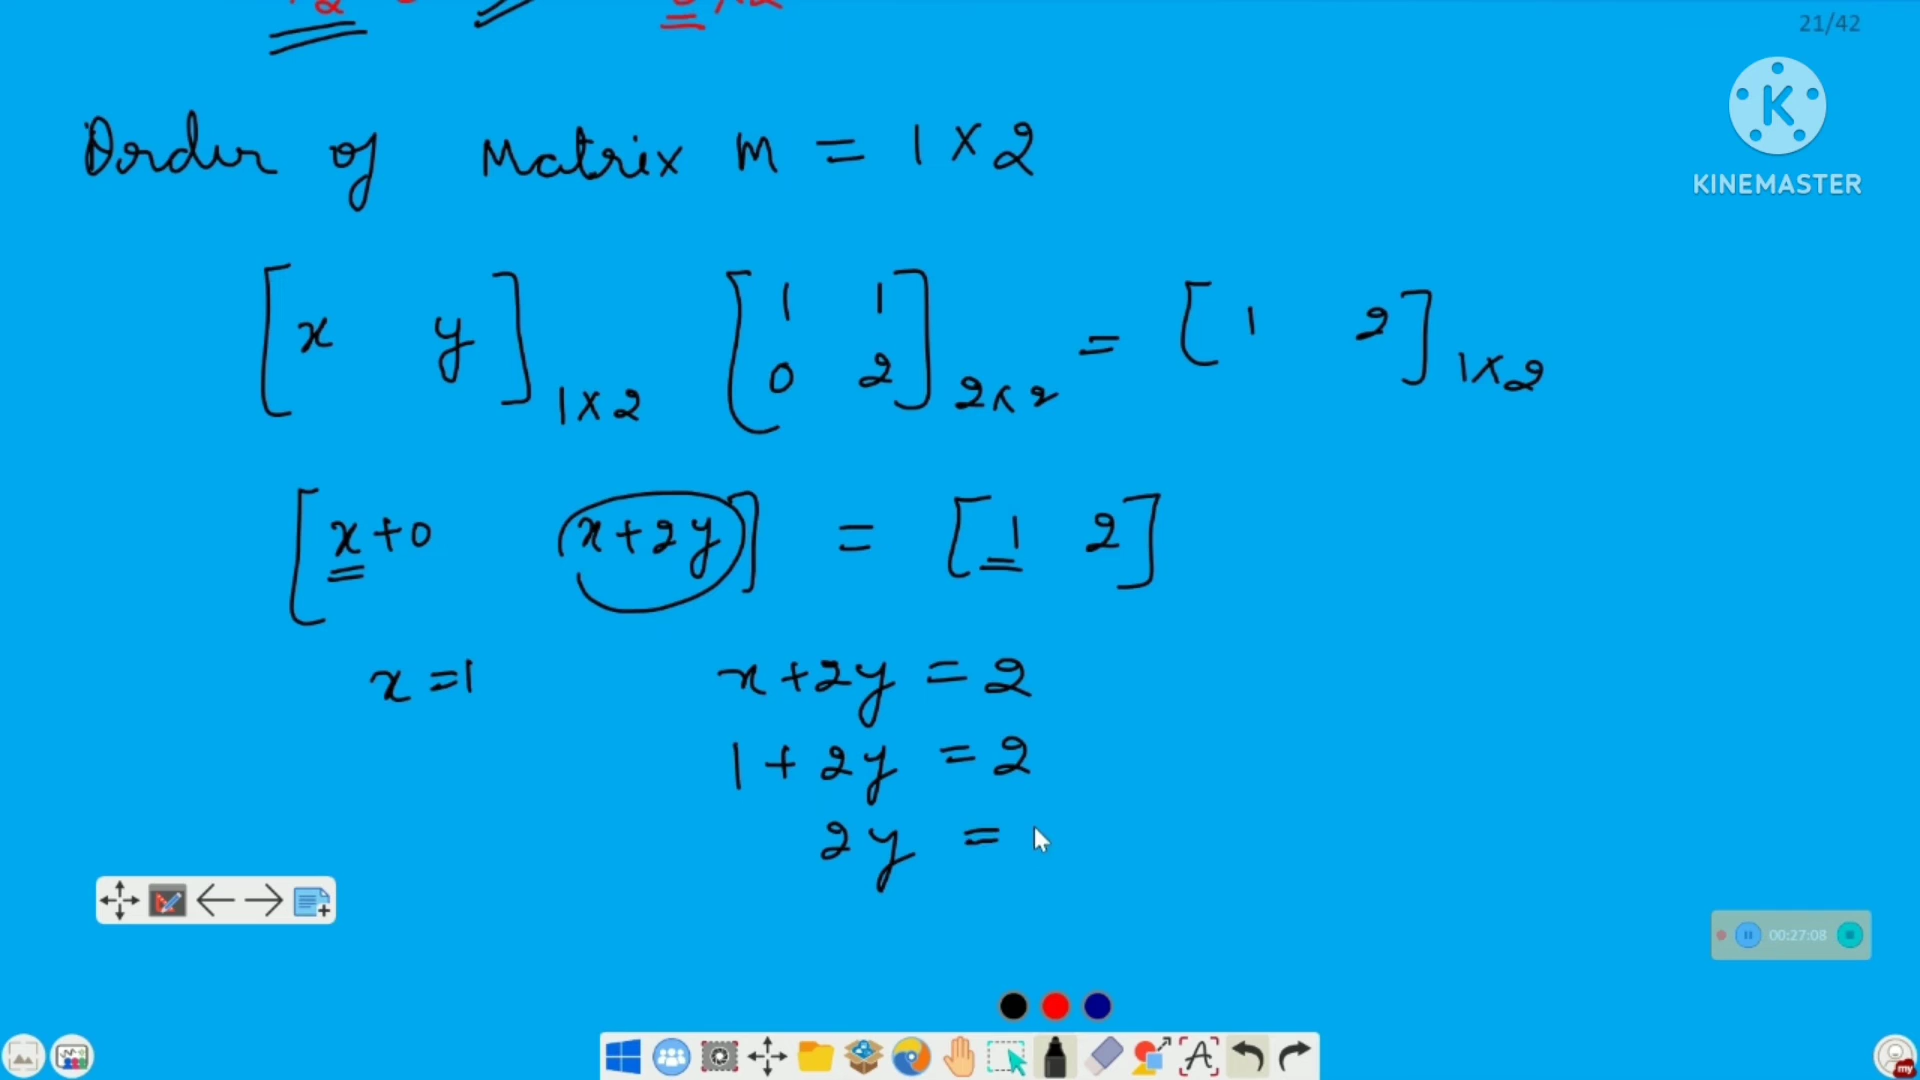 21/42
KINEMASTER
Order of Matrix m = 1 × 2
[x y]1×2 [1 1
0 2]2×2 = [1 2]1×2
[x+0 x+2y] = [1 2]
x=1 x+2y = 2
1+2y = 2
2y =
00:27:08
my